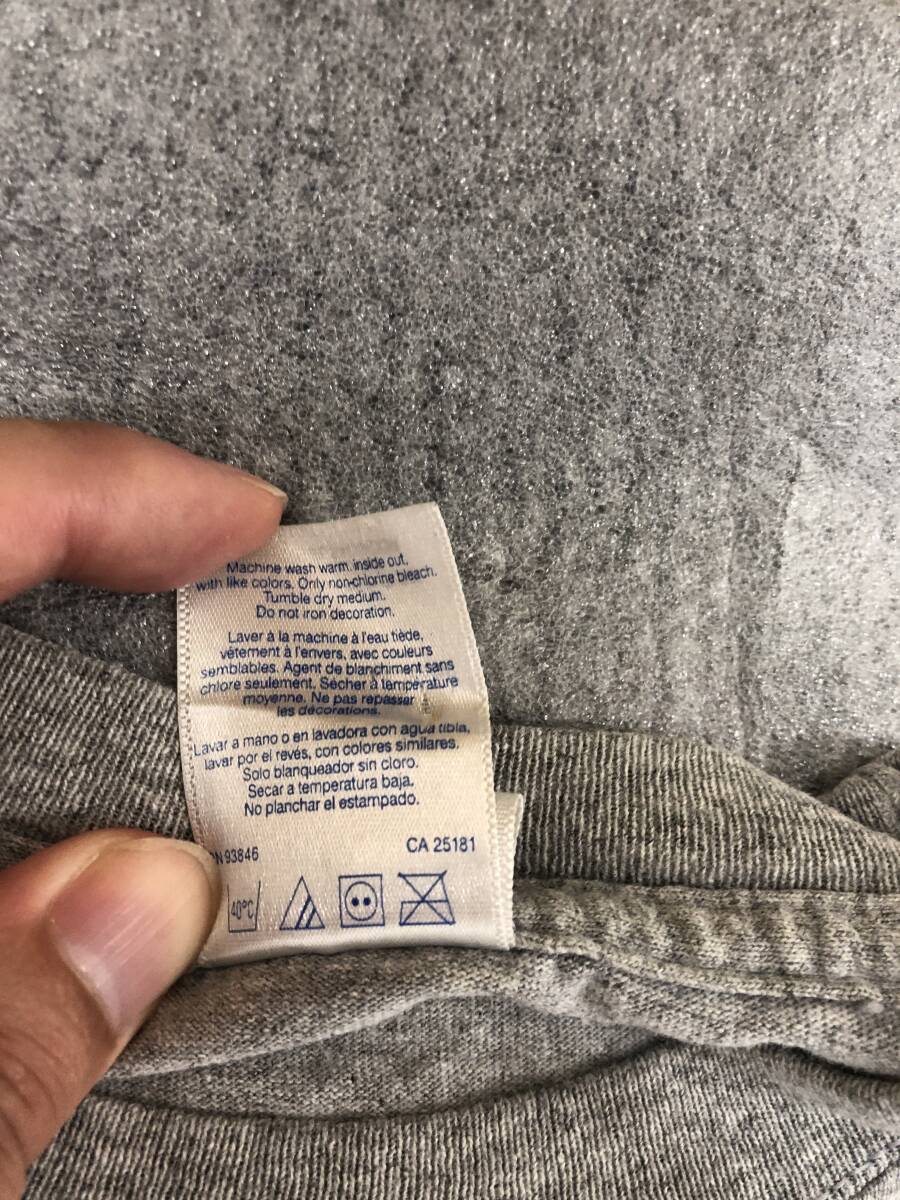 Machine wash warm, inside out,
with like colors. Only non-chlorine bleach.
Tumble dry medium.
Do not iron decoration.
Laver à la machine à l'eau tiède,
vêtement à l'envers, avec couleurs
semblables. Agent de blanchiment sans
chlore seulement. Sécher à température
moyenne. Ne pas repasser
les décorations.
Lavar a mano o en lavadora con agua tibia,
lavar por el revés, con colores similares.
Solo blanqueador sin cloro.
Secar a temperatura baja.
No planchar el estampado.
N 93846 CA 25181
40°C